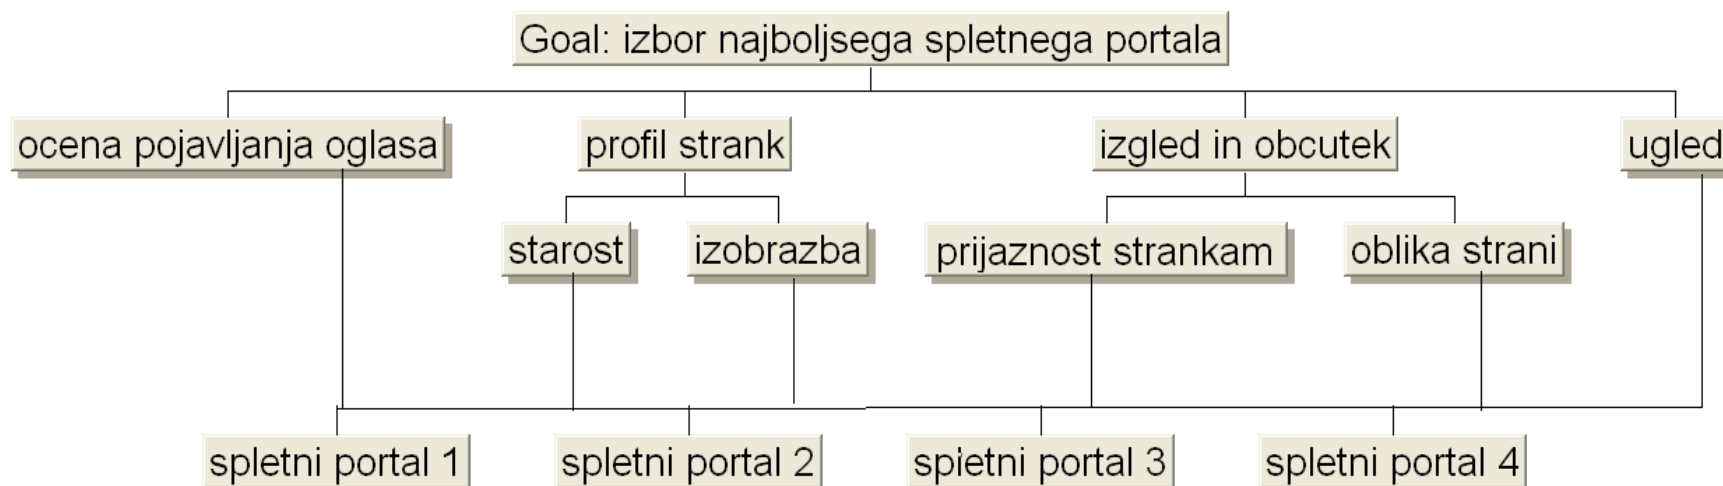 Goal: izbor najboljsega spletnega portala
ocena pojavljanja oglasa
profil strank
izgled in obcutek
ugled
starost
izobrazba
prijaznost strankam
oblika strani
spletni portal 1
spletni portal 2
spletni portal 3
spletni portal 4